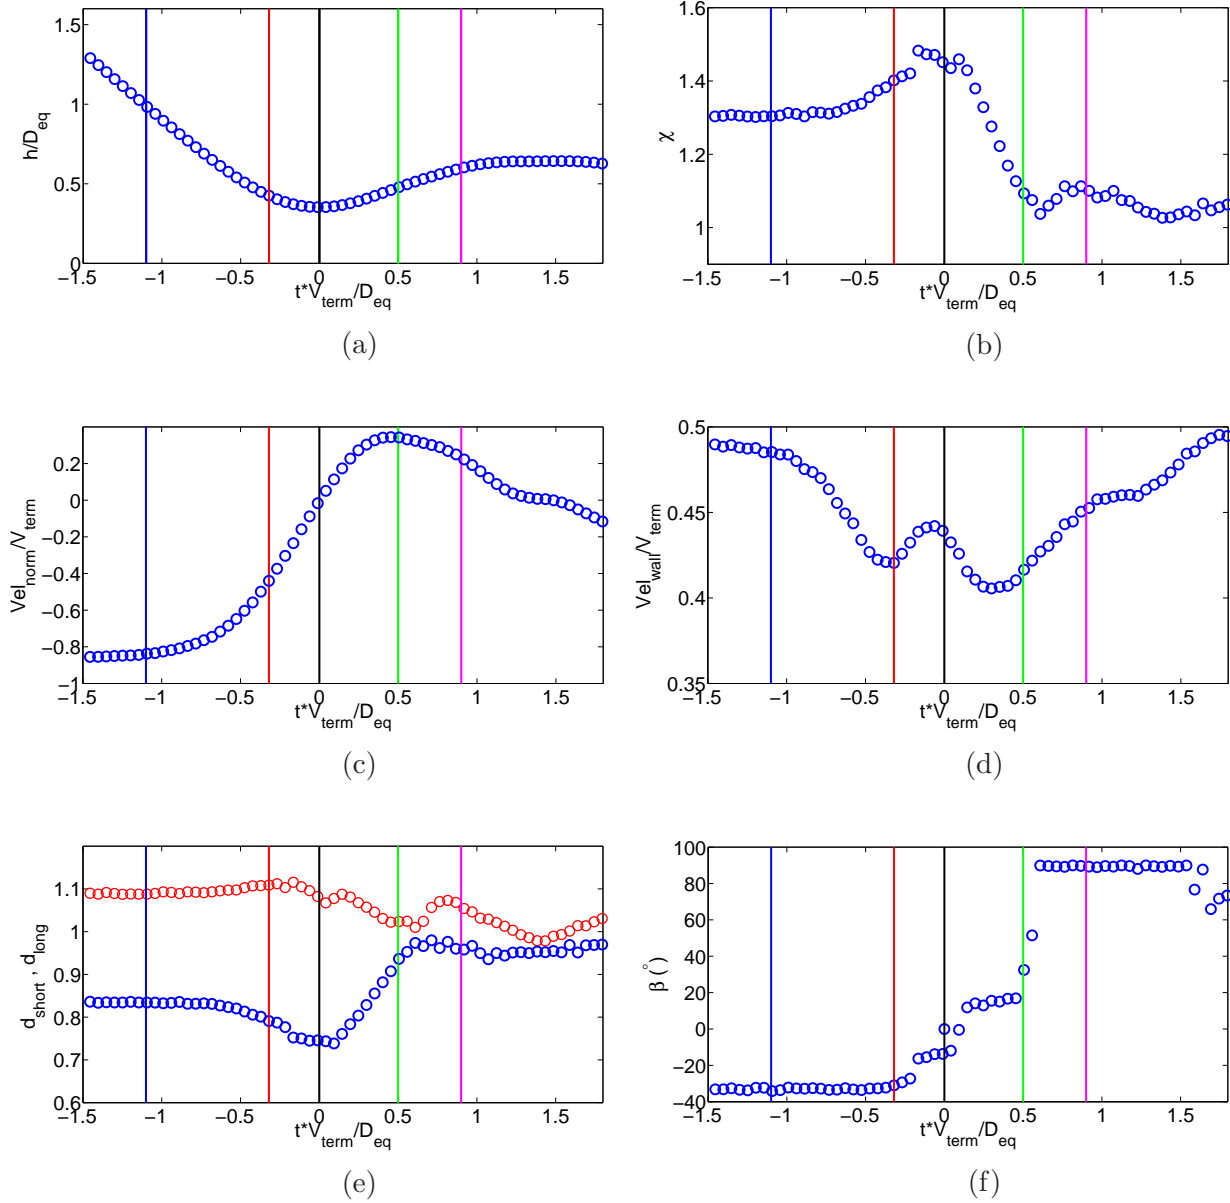 1.5
1
0.5
0
h/D_eq
−1.5 −1 −0.5 0 0.5 1 1.5
t*V_term/D_eq
(a)
1.6
1.4
1.2
1
χ
−1.5 −1 −0.5 0 0.5 1 1.5
t*V_term/D_eq
(b)
0.2
0
−0.2
−0.4
−0.6
−0.8
−1
Vel_norm/V_term
−1.5 −1 −0.5 0 0.5 1 1.5
t*V_term/D_eq
(c)
0.5
0.45
0.4
0.35
Vel_wall/V_term
−1.5 −1 −0.5 0 0.5 1 1.5
t*V_term/D_eq
(d)
1.1
1
0.9
0.8
0.7
0.6
d_short , d_long
−1.5 −1 −0.5 0 0.5 1 1.5
t*V_term/D_eq
(e)
100
80
60
40
20
0
−20
−40
β(°)
−1.5 −1 −0.5 0 0.5 1 1.5
t*V_term/D_eq
(f)